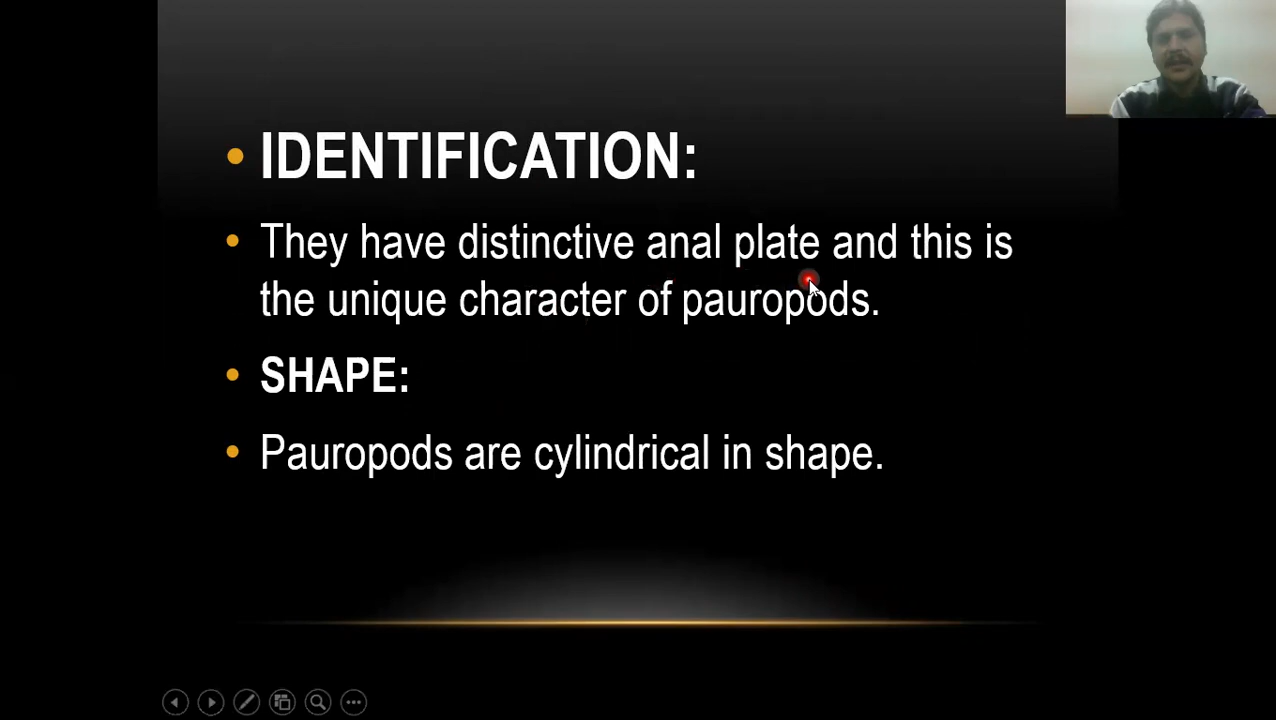 • IDENTIFICATION:
• They have distinctive anal plate and this is
the unique character of pauropods.
• SHAPE:
• Pauropods are cylindrical in shape.